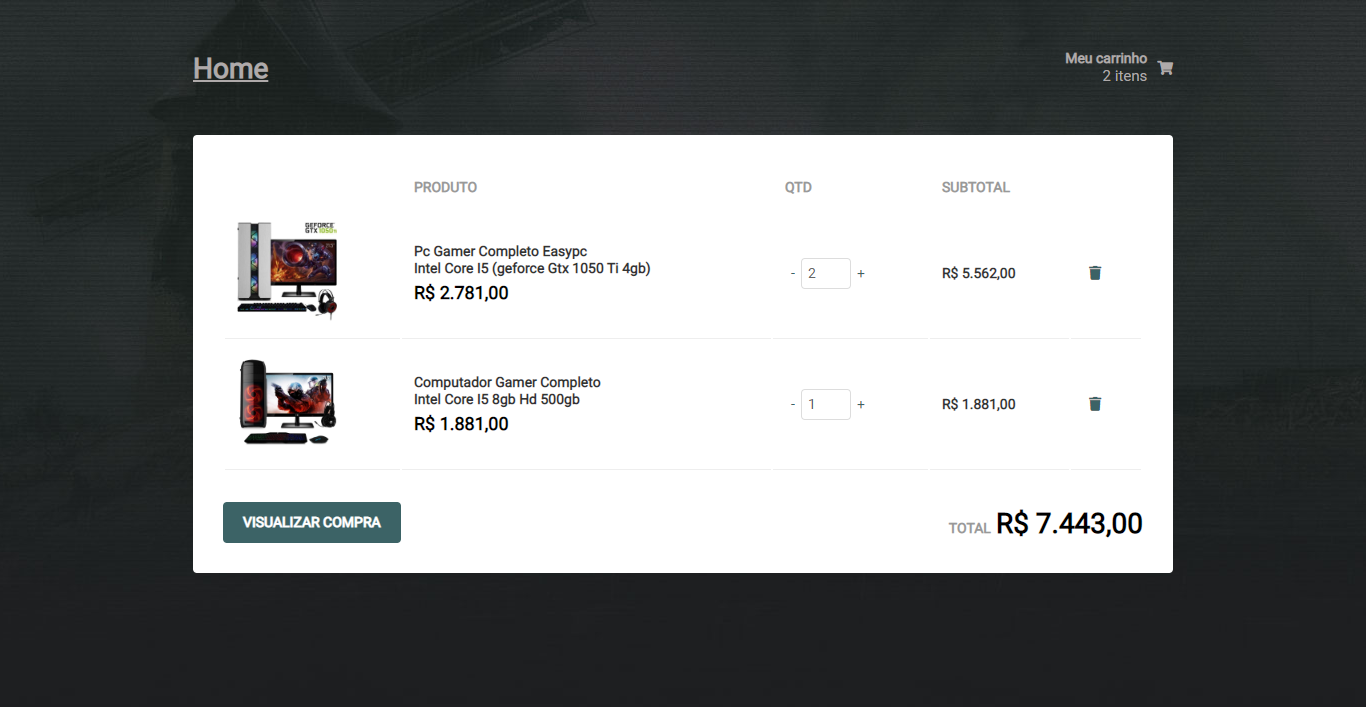 Home
Meu carrinho
2 itens
PRODUTO QTD SUBTOTAL
GEFORCE
GTX 1050Ti
Pc Gamer Completo Easypc
Intel Core I5 (geforce Gtx 1050 Ti 4gb)
R$ 2.781,00
- 2 +
R$ 5.562,00
Computador Gamer Completo
Intel Core I5 8gb Hd 500gb
R$ 1.881,00
- 1 +
R$ 1.881,00
VISUALIZAR COMPRA
TOTAL R$ 7.443,00